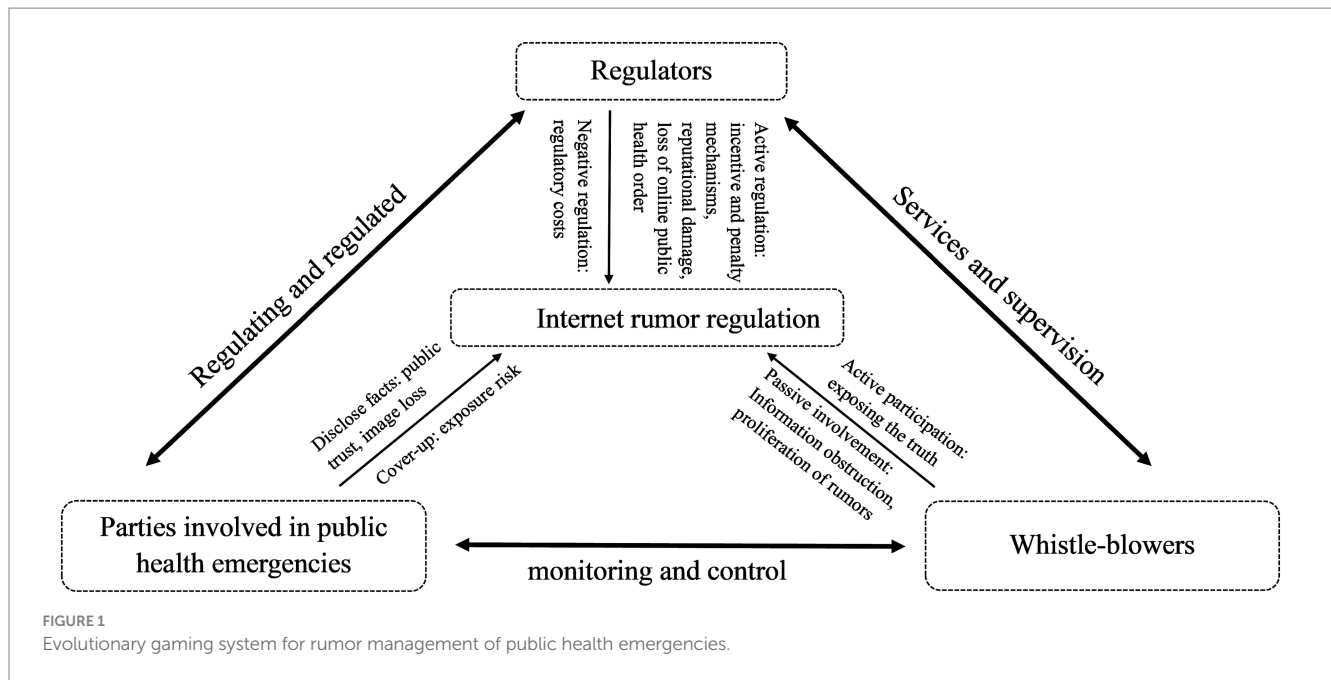 Regulators
Active regulation:
incentive and penalty
mechanisms,
reputational damage,
loss of online public
health order
Negative regulation:
regulatory costs
Regulating and regulated
Services and supervision
Internet rumor regulation
Disclose facts: public
trust, image loss
Cover-up: exposure risk
Active participation:
exposing the truth
Passive involvement:
Information obstruction,
proliferation of rumors
Parties involved in public
health emergencies
monitoring and control
Whistle-blowers
FIGURE 1
Evolutionary gaming system for rumor management of public health emergencies.